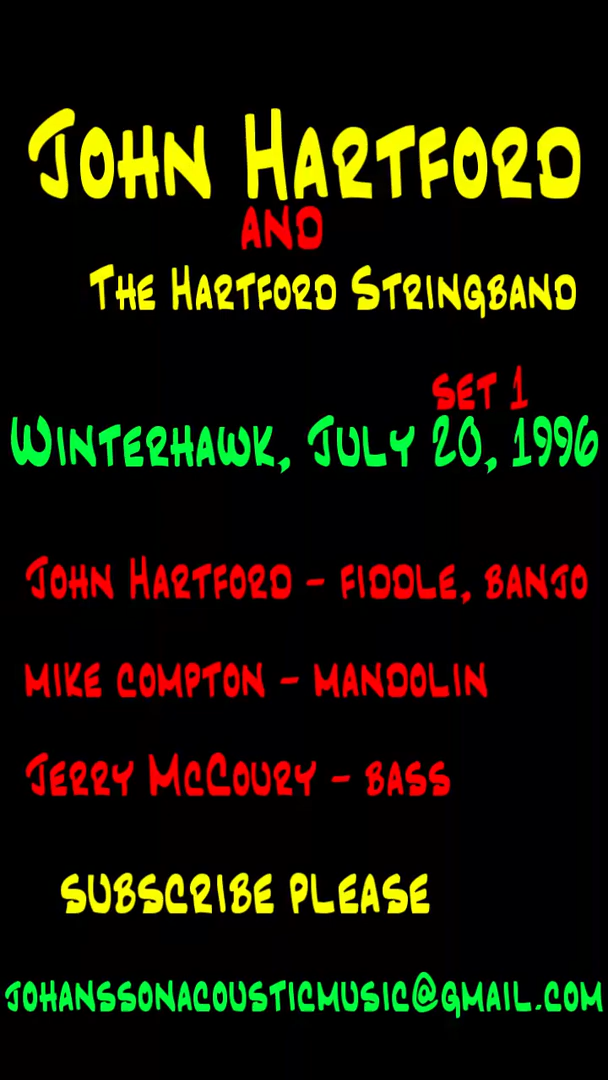 John Hartford
and
The Hartford Stringband
set 1
Winterhawk, July 20, 1996
John Hartford - fiddle, banjo
mike compton - mandolin
Jerry McCoury - bass
subscribe please
johanssonacousticmusic@gmail.com